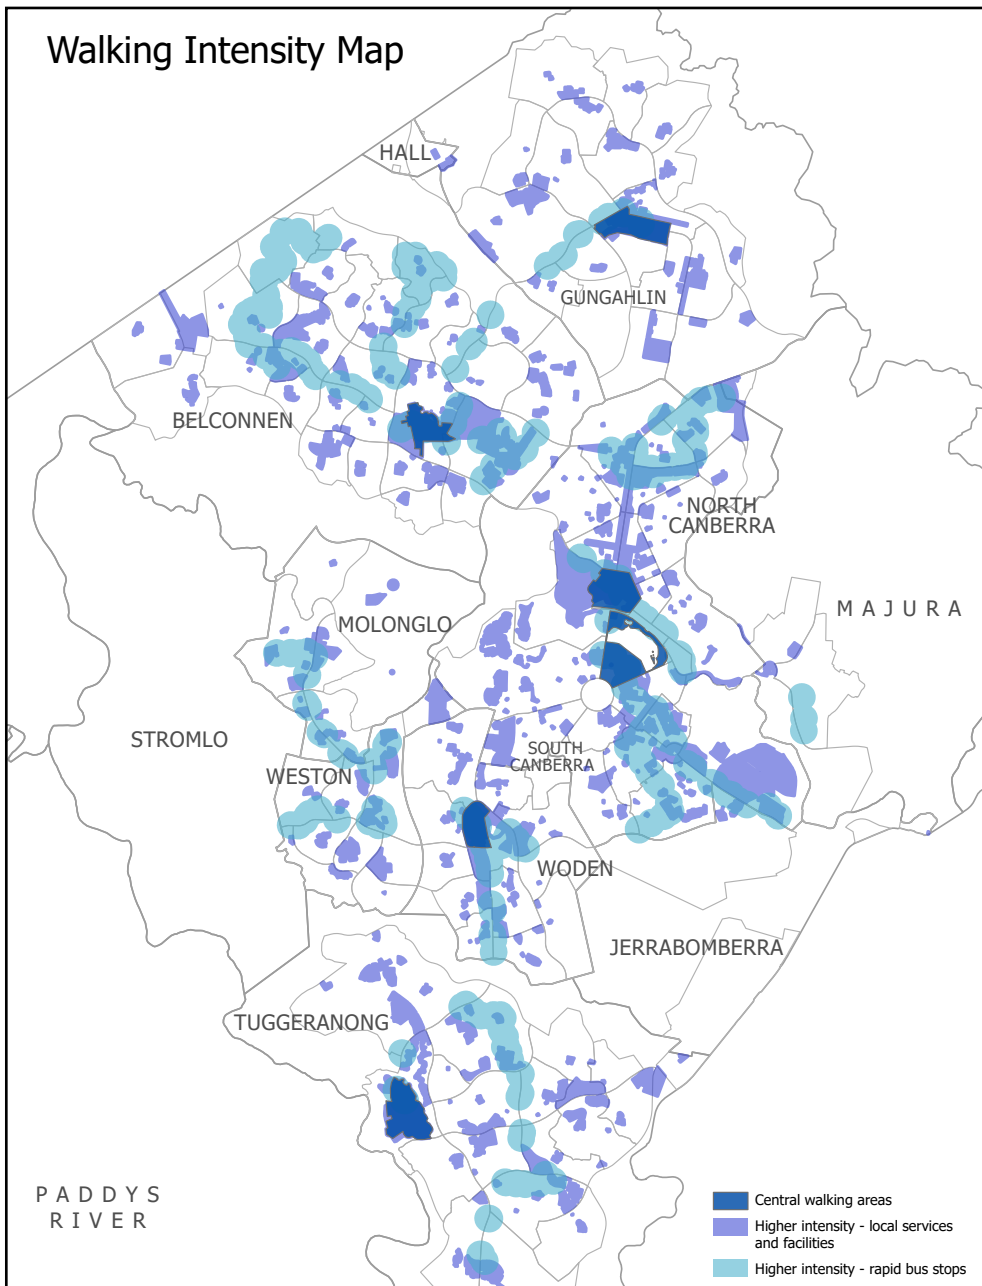 Walking Intensity Map
HALL
GUNGAHLIN
BELCONNEN
NORTH
CANBERRA
MAJURA
MOLONGLO
STROMLO
SOUTH
CANBERRA
WESTON
WODEN
JERRABOMBERRA
TUGGERANONG
PADDYS
RIVER
Central walking areas
Higher intensity - local services
and facilities
Higher intensity - rapid bus stops